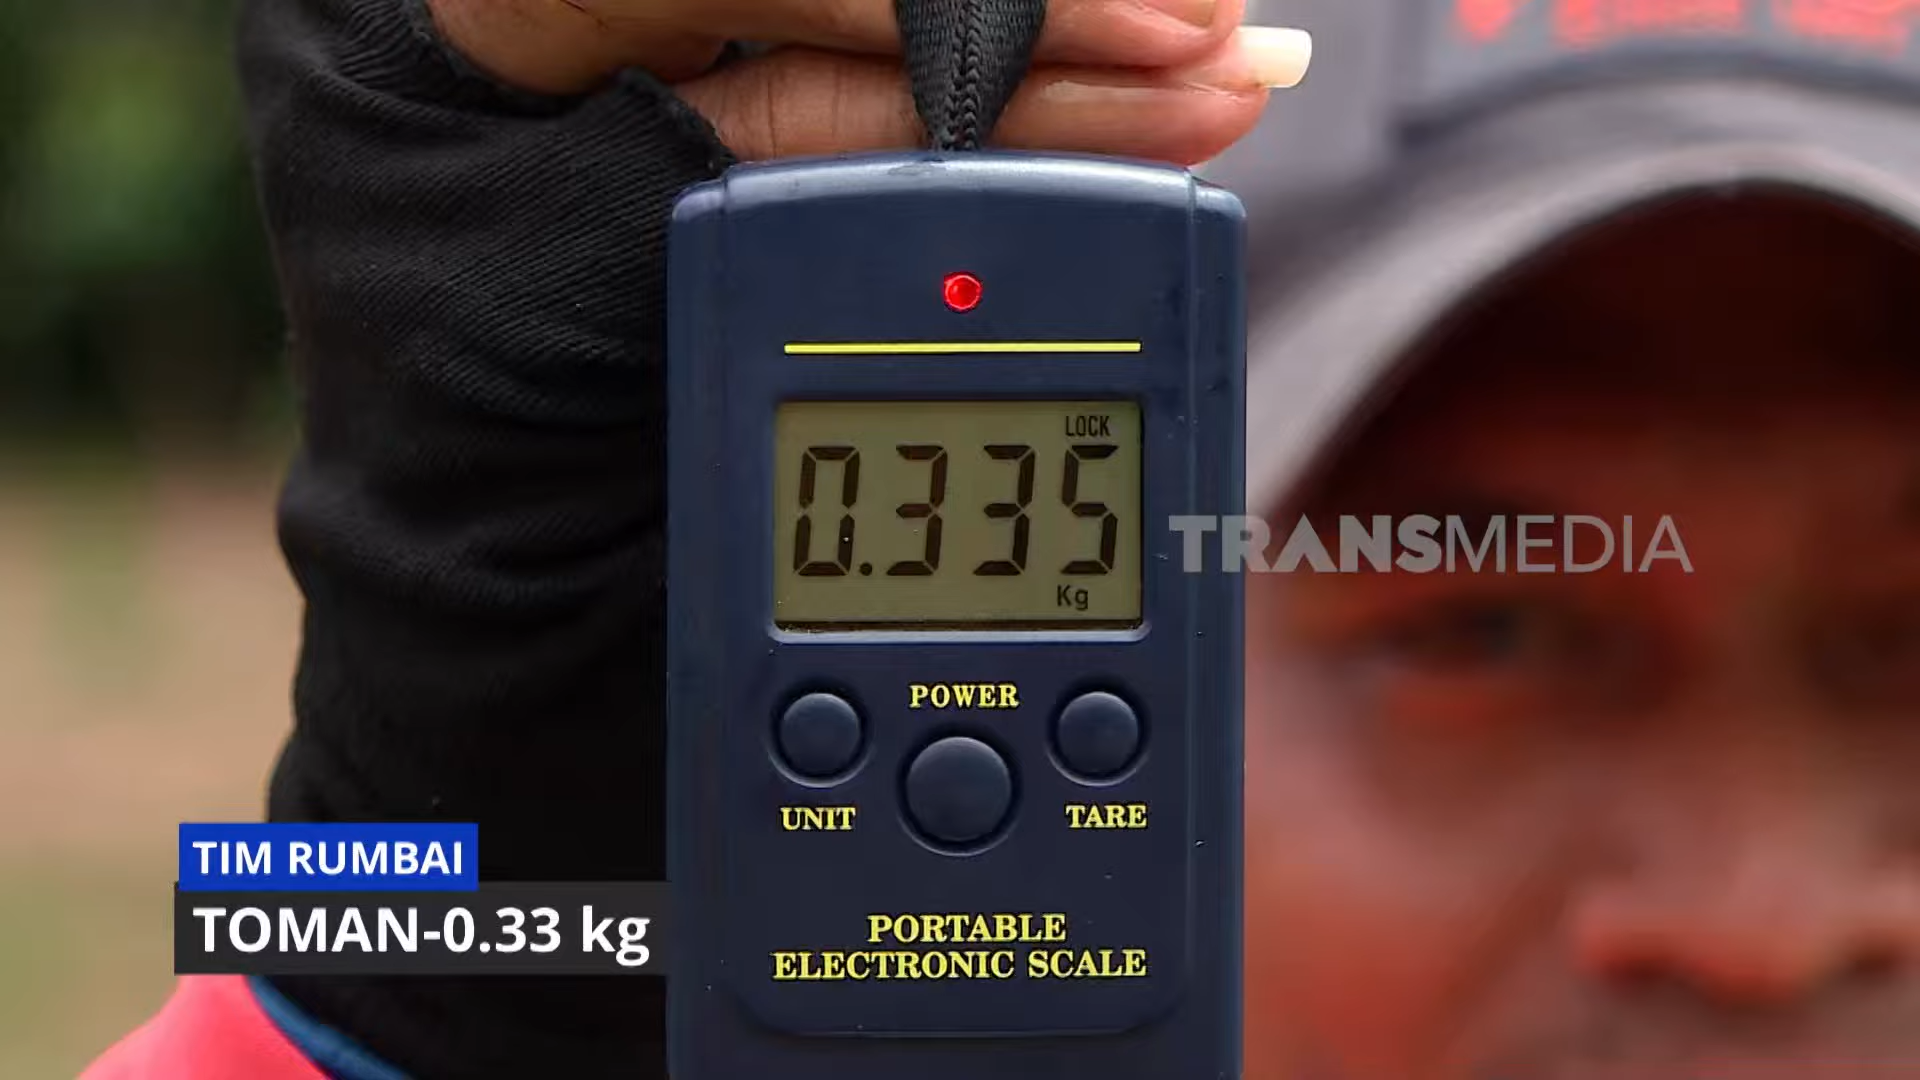 LOCK
0.335
Kg
TRANSMEDIA
POWER
UNIT
TARE
PORTABLE
ELECTRONIC SCALE
TIM RUMBAI
TOMAN-0.33 kg